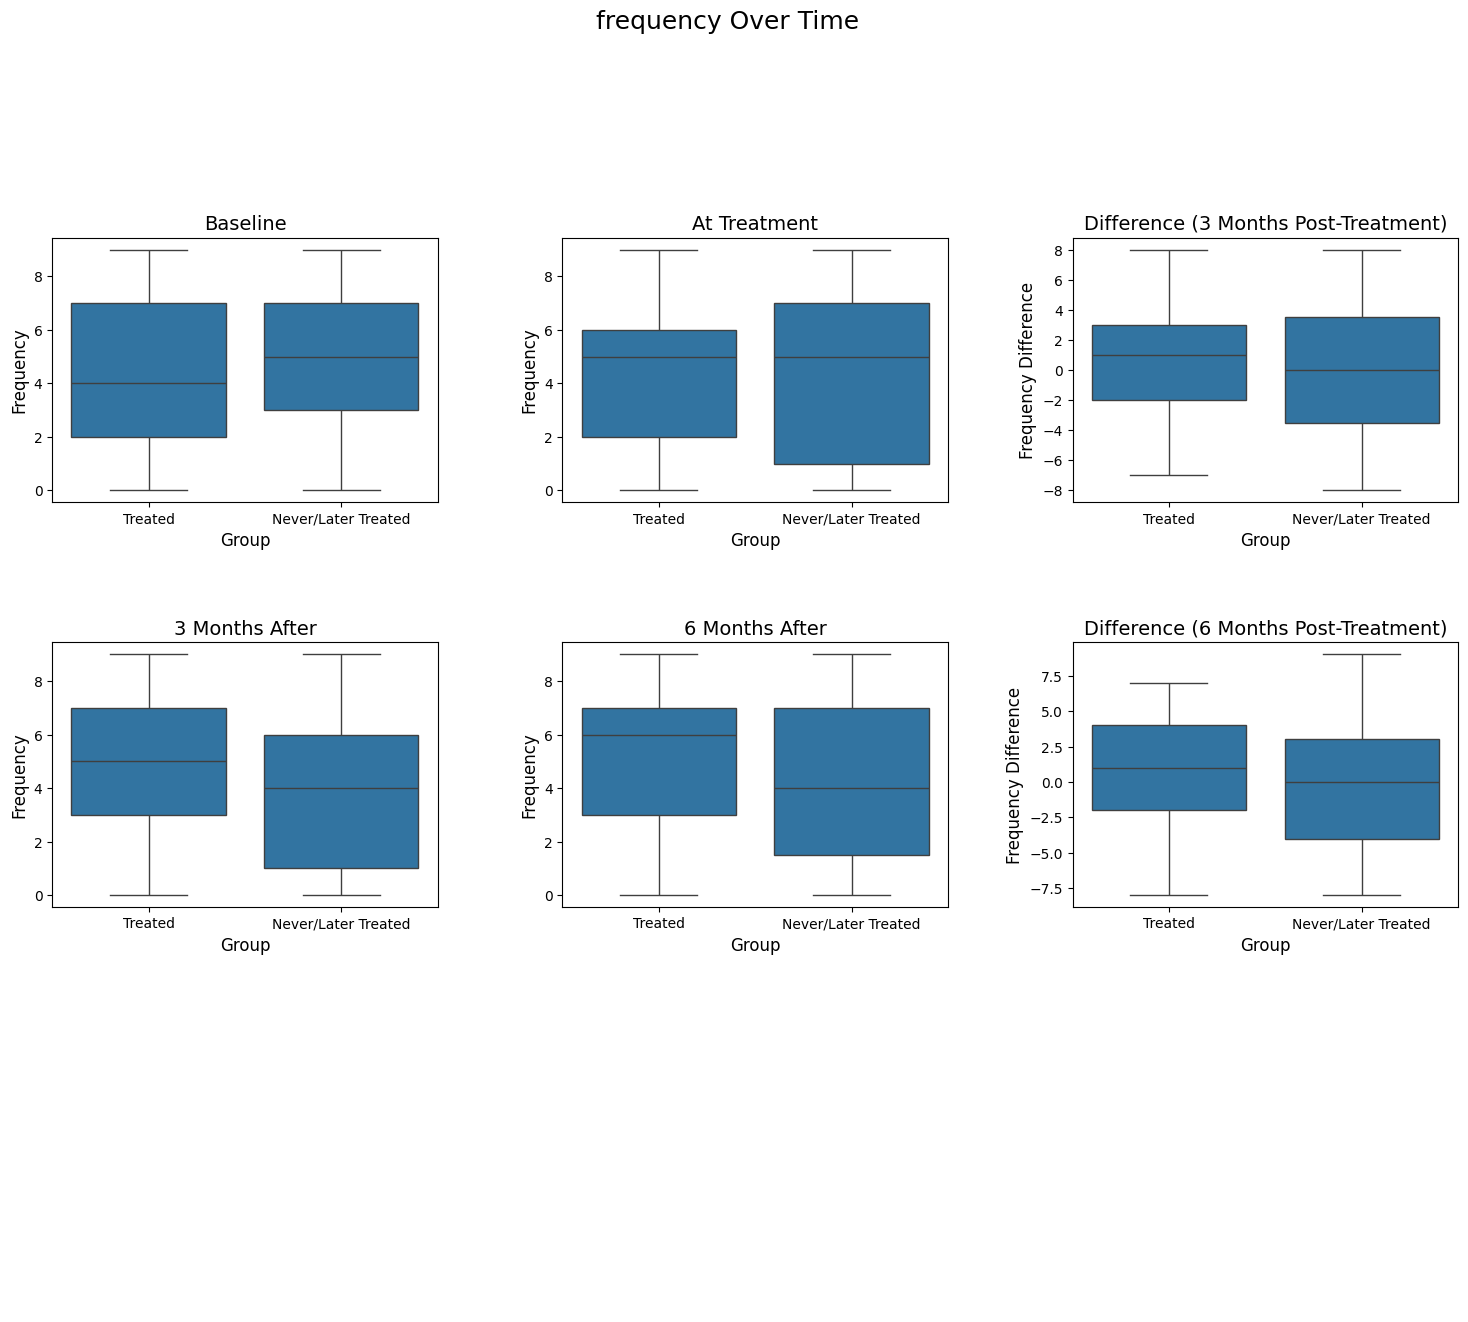 frequency Over Time
Baseline
Frequency
8
6
4
2
0
Treated
Never/Later Treated
Group
At Treatment
Frequency
8
6
4
2
0
Treated
Never/Later Treated
Group
Difference (3 Months Post-Treatment)
Frequency Difference
8
6
4
2
0
−2
−4
−6
−8
Treated
Never/Later Treated
Group
3 Months After
Frequency
8
6
4
2
0
Treated
Never/Later Treated
Group
6 Months After
Frequency
8
6
4
2
0
Treated
Never/Later Treated
Group
Difference (6 Months Post-Treatment)
Frequency Difference
7.5
5.0
2.5
0.0
−2.5
−5.0
−7.5
Treated
Never/Later Treated
Group